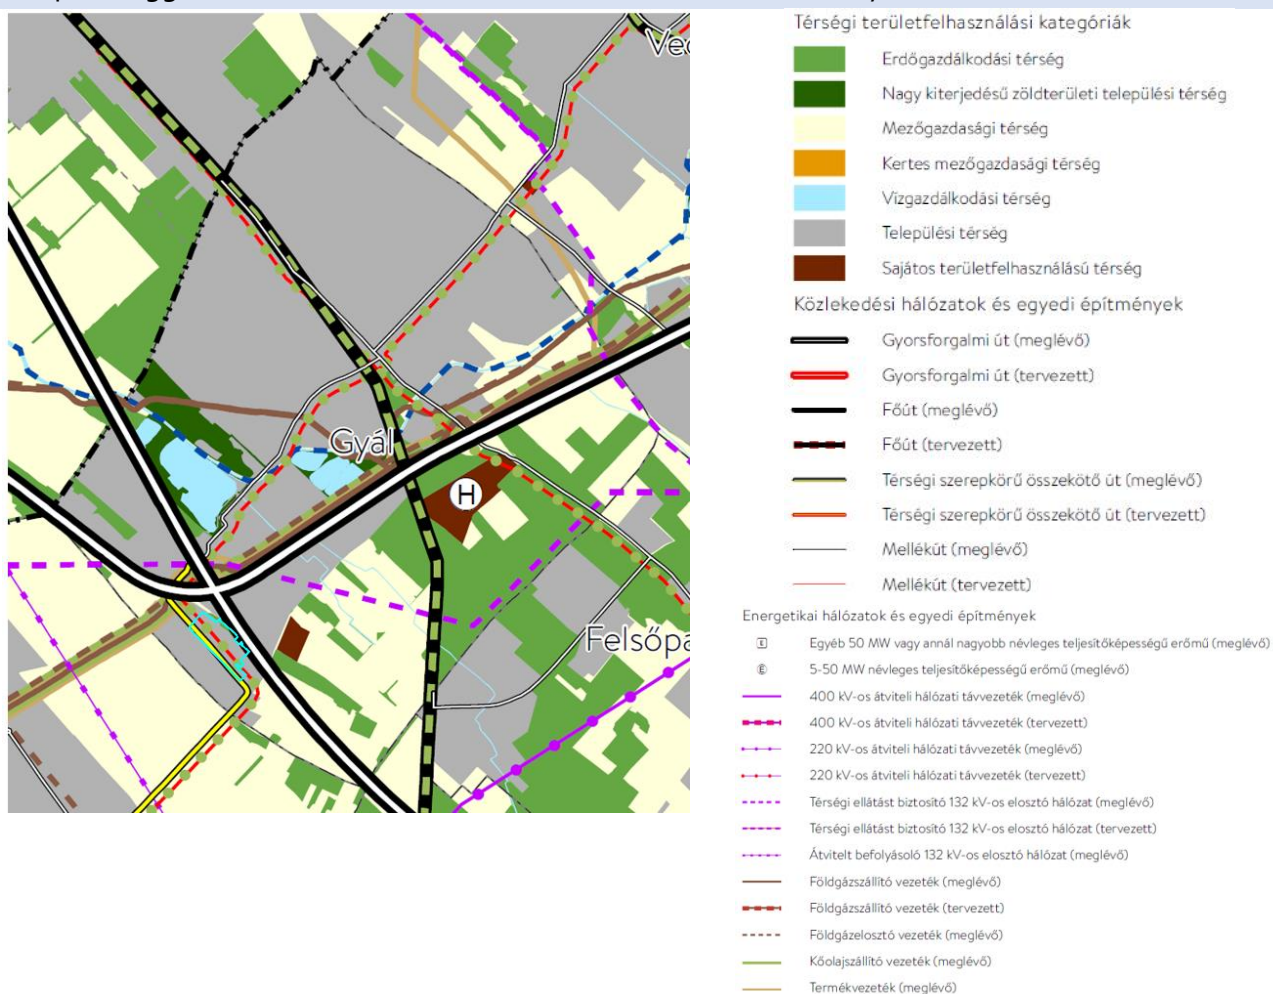 Vec
Gyál
H
Felsőpa
Térségi területfelhasználási kategóriák
Erdőgazdálkodási térség
Nagy kiterjedésű zöldterületi települési térség
Mezőgazdasági térség
Kertes mezőgazdasági térség
Vízgazdálkodási térség
Települési térség
Sajátos területfelhasználású térség
Közlekedési hálózatok és egyedi építmények
Gyorsforgalmi út (meglévő)
Gyorsforgalmi út (tervezett)
Főút (meglévő)
Főút (tervezett)
Térségi szerepkörű összekötő út (meglévő)
Térségi szerepkörű összekötő út (tervezett)
Mellékút (meglévő)
Mellékút (tervezett)
Energetikai hálózatok és egyedi építmények
E Egyéb 50 MW vagy annál nagyobb névleges teljesítőképességű erőmű (meglévő)
E 5-50 MW névleges teljesítőképességű erőmű (meglévő)
400 kV-os átviteli hálózati távvezeték (meglévő)
400 kV-os átviteli hálózati távvezeték (tervezett)
220 kV-os átviteli hálózati távvezeték (meglévő)
220 kV-os átviteli hálózati távvezeték (tervezett)
Térségi ellátást biztosító 132 kV-os elosztó hálózat (meglévő)
Térségi ellátást biztosító 132 kV-os elosztó hálózat (tervezett)
Átvitelt befolyásoló 132 kV-os elosztó hálózat (meglévő)
Földgázszállító vezeték (meglévő)
Földgázszállító vezeték (tervezett)
Földgázelosztó vezeték (meglévő)
Kőolajszállító vezeték (meglévő)
Termékvezeték (meglévő)